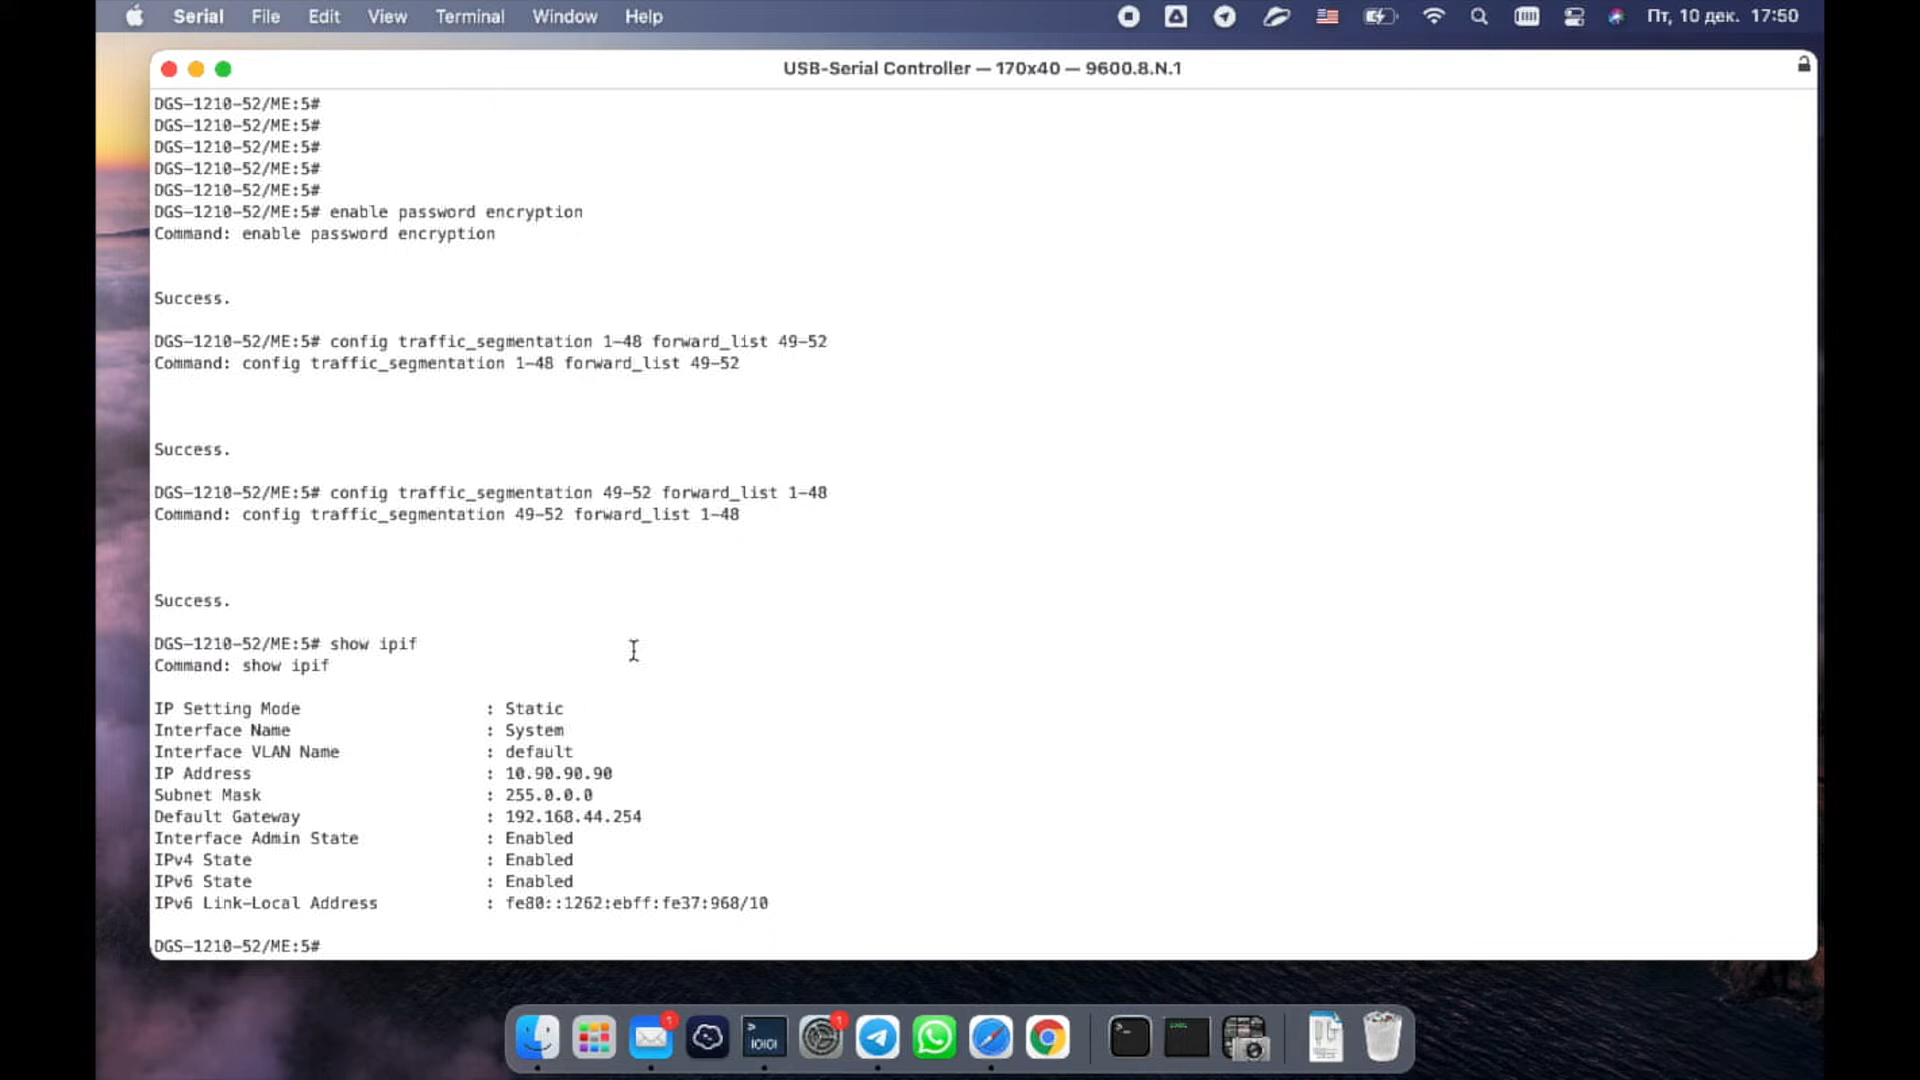 Serial File Edit View Terminal Window Help Пт, 10 дек. 17:50
USB-Serial Controller — 170x40 — 9600.8.N.1
DGS-1210-52/ME:5#
DGS-1210-52/ME:5#
DGS-1210-52/ME:5#
DGS-1210-52/ME:5#
DGS-1210-52/ME:5#
DGS-1210-52/ME:5# enable password encryption
Command: enable password encryption
Success.
DGS-1210-52/ME:5# config traffic_segmentation 1-48 forward_list 49-52
Command: config traffic_segmentation 1-48 forward_list 49-52
Success.
DGS-1210-52/ME:5# config traffic_segmentation 49-52 forward_list 1-48
Command: config traffic_segmentation 49-52 forward_list 1-48
Success.
DGS-1210-52/ME:5# show ipif
Command: show ipif
IP Setting Mode : Static
Interface Name : System
Interface VLAN Name : default
IP Address : 10.90.90.90
Subnet Mask : 255.0.0.0
Default Gateway : 192.168.44.254
Interface Admin State : Enabled
IPv4 State : Enabled
IPv6 State : Enabled
IPv6 Link-Local Address : fe80::1262:ebff:fe37:968/10
DGS-1210-52/ME:5#
1
>
IOIOI
1
>_